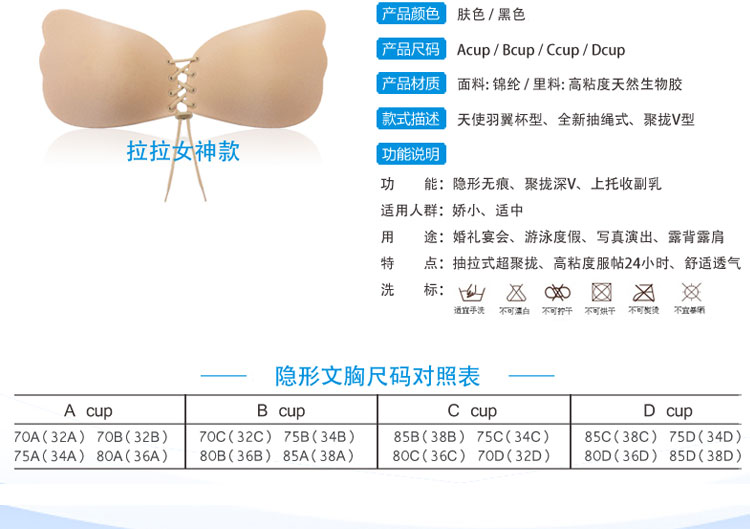 产品颜色 肤色 / 黑色
产品尺码 Acup / Bcup / Ccup / Dcup
产品材质 面料: 锦纶 / 里料: 高粘度天然生物胶
款式描述 天使羽翼杯型、全新抽绳式、聚拢V型
拉拉女神款
功能说明
功 能：隐形无痕、聚拢深V、上托收副乳
适用人群：娇小、适中
用 途：婚礼宴会、游泳度假、写真演出、露背露肩
特 点：抽拉式超聚拢、高粘度服帖24小时、舒适透气
洗 标：
适宜手洗 不可漂白 不可拧干 不可烘干 不可熨烫 不宜暴晒
隐形文胸尺码对照表
A cup B cup C cup D cup
70A(32A) 70B(32B) 70C(32C) 75B(34B) 85B(38B) 75C(34C) 85C(38C) 75D(34D)
75A(34A) 80A(36A) 80B(36B) 85A(38A) 80C(36C) 70D(32D) 80D(36D) 85D(38D)